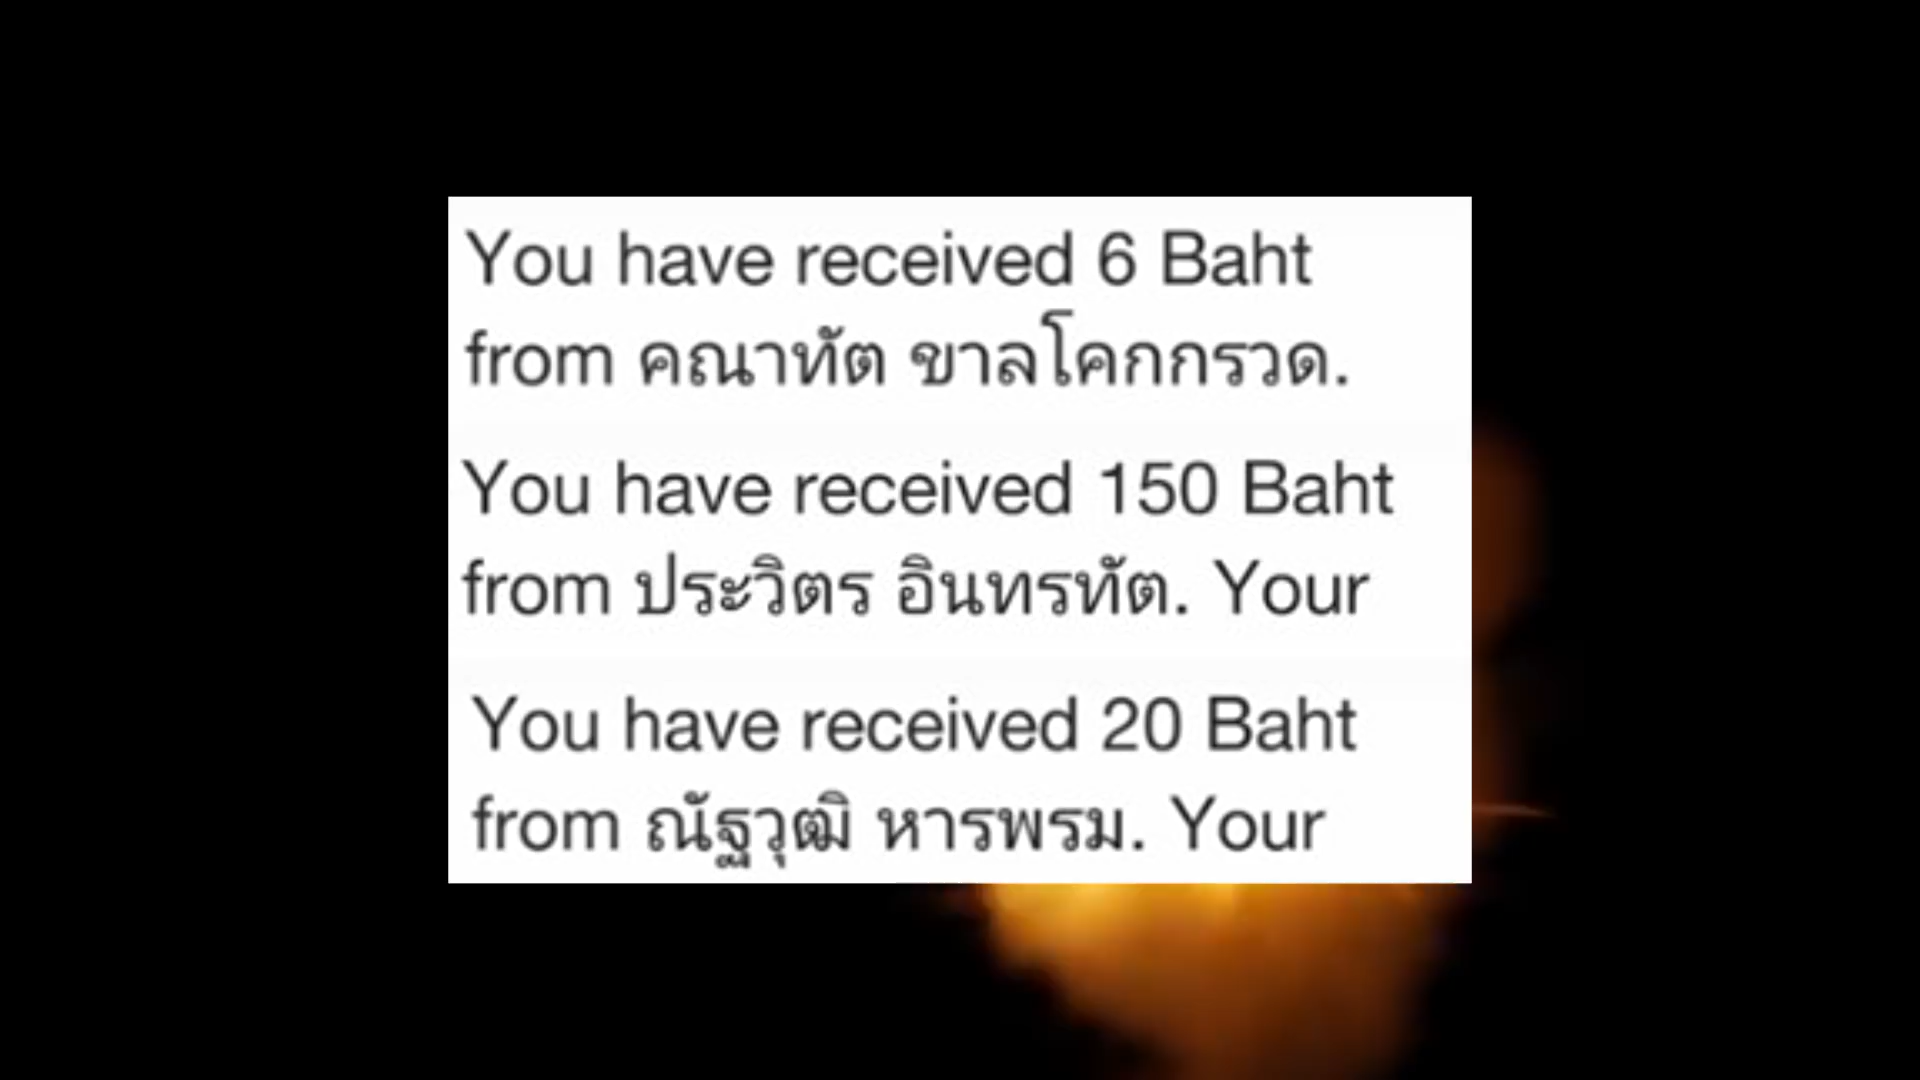 You have received 6 Baht
from คณาทัต ขาลโคกกรวด.
You have received 150 Baht
from ประวิตร อินทรทัต. Your
You have received 20 Baht
from ณัฐวุฒิ หารพรม. Your